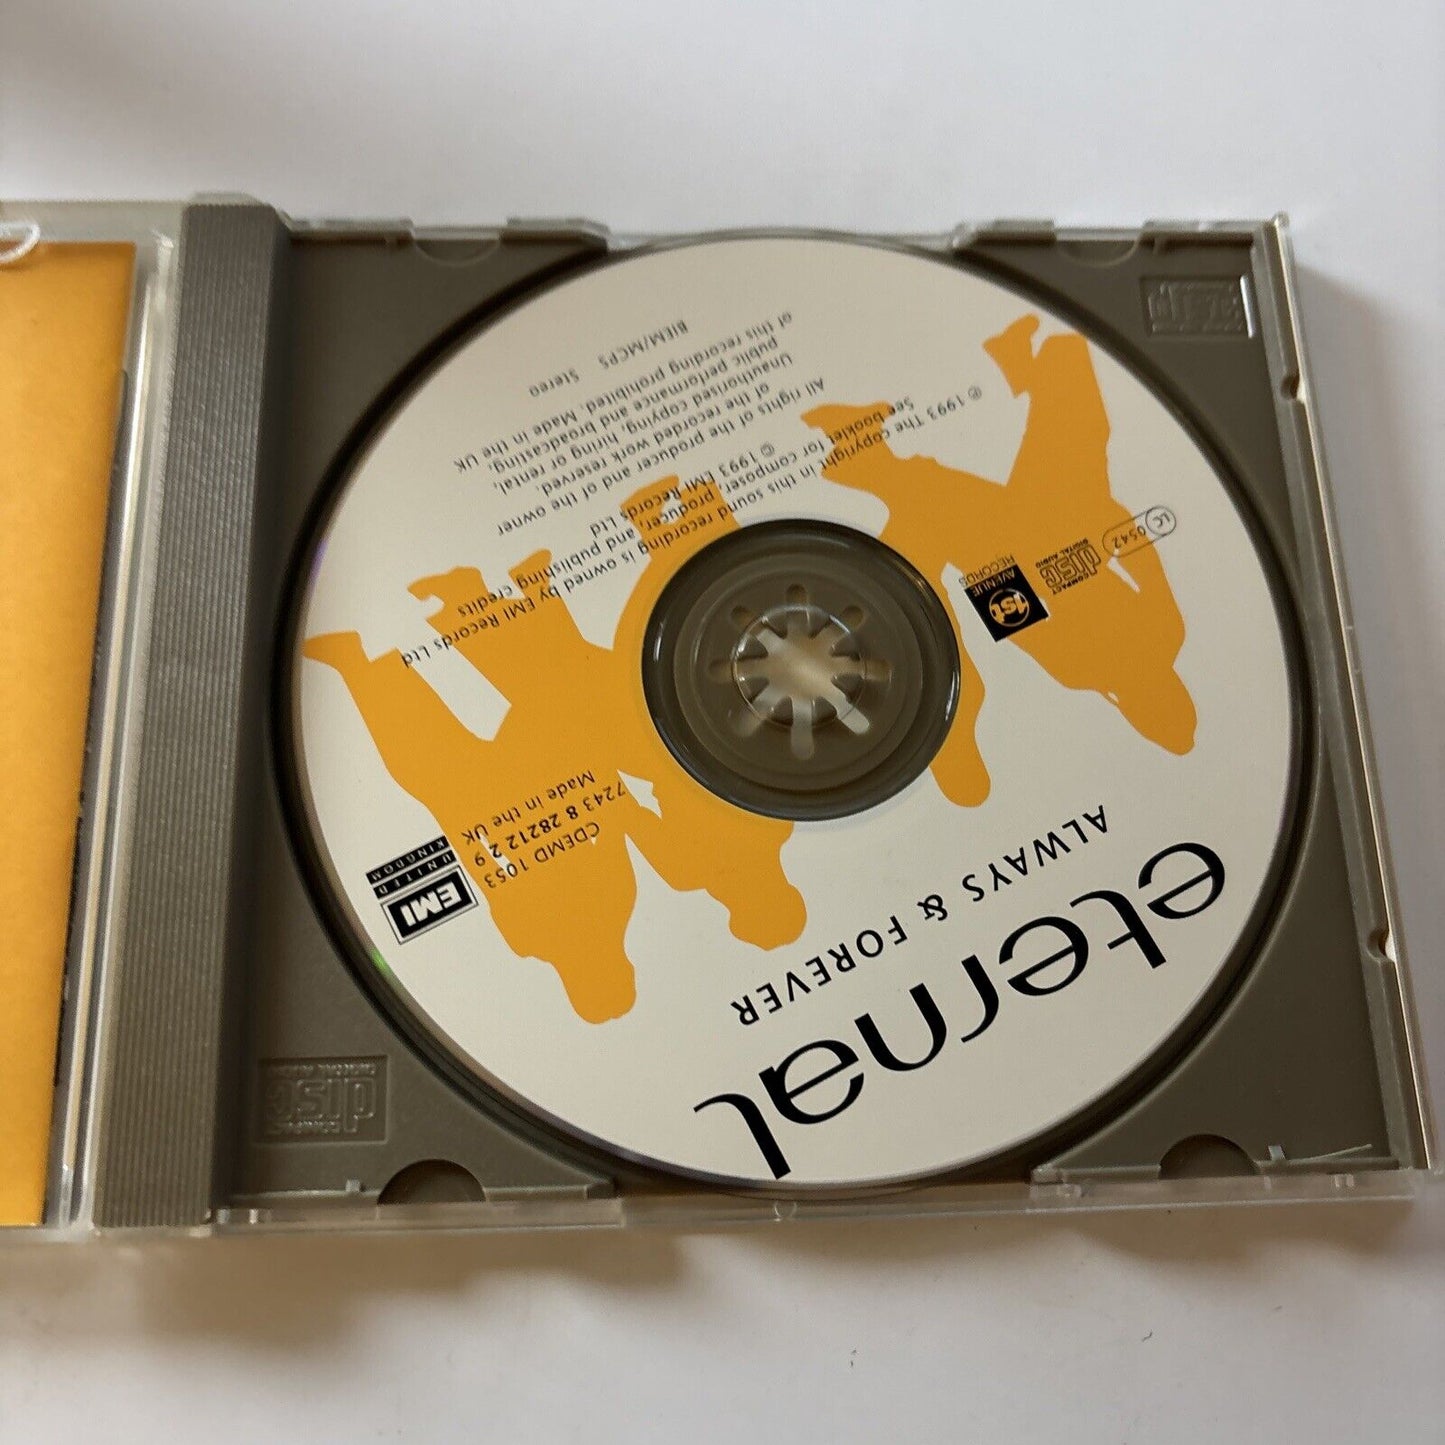 eternal
ALWAYS & FOREVER
EMI
UNITED
KINGDOM
CDEMD 1053
7243 8 28212 2 9
Made in the UK
1st
AVENUE
RECORDS
COMPACT
disc
DIGITAL AUDIO
LC 0542
℗ 1993 The copyright in this sound recording is owned by EMI Records Ltd
See booklet for composer, producer, and publishing credits
© 1993 EMI Records Ltd
All rights of the producer and of the owner
of the recorded work reserved.
Unauthorised copying, hiring or rental,
public performance and broadcasting,
of this recording prohibited. Made in the UK
BIEM/MCPS Stereo
COMPACT
disc
DIGITAL AUDIO